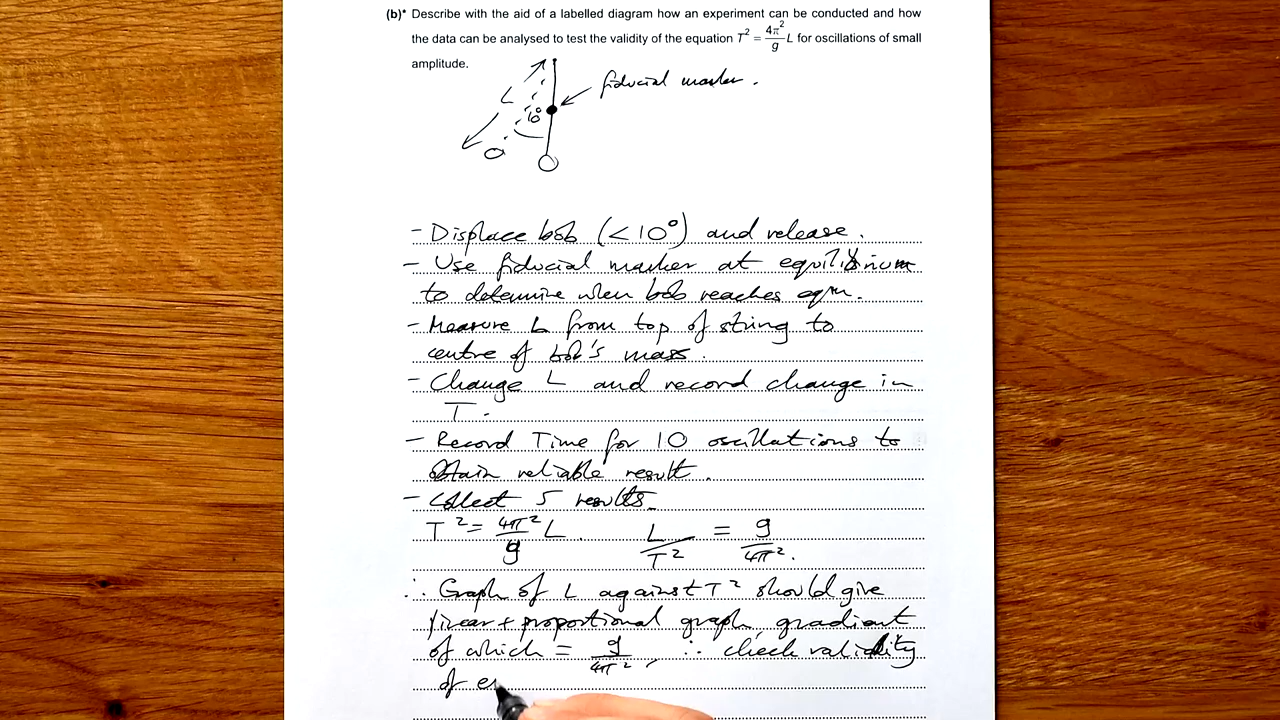 (b)* Describe with the aid of a labelled diagram how an experiment can be conducted and how
the data can be analysed to test the validity of the equation T² = 4π²/g L for oscillations of small
amplitude.
fiducial marker.
L
10°
- Displace bob (<10°) and release.
- Use fiducial marker at equilibrium
to determine when bob reaches eqm.
- Measure L from top of string to
centre of bob's mass.
- Change L and record change in
T.
- Record Time for 10 oscillations to
obtain reliable result.
- Collect 5 results.
T² = 4π²/g L. L/T² = g/4π².
∴ Graph of L against T² should give
linear + proportional graph, gradient
of which = g/4π², ∴ check validity
of e